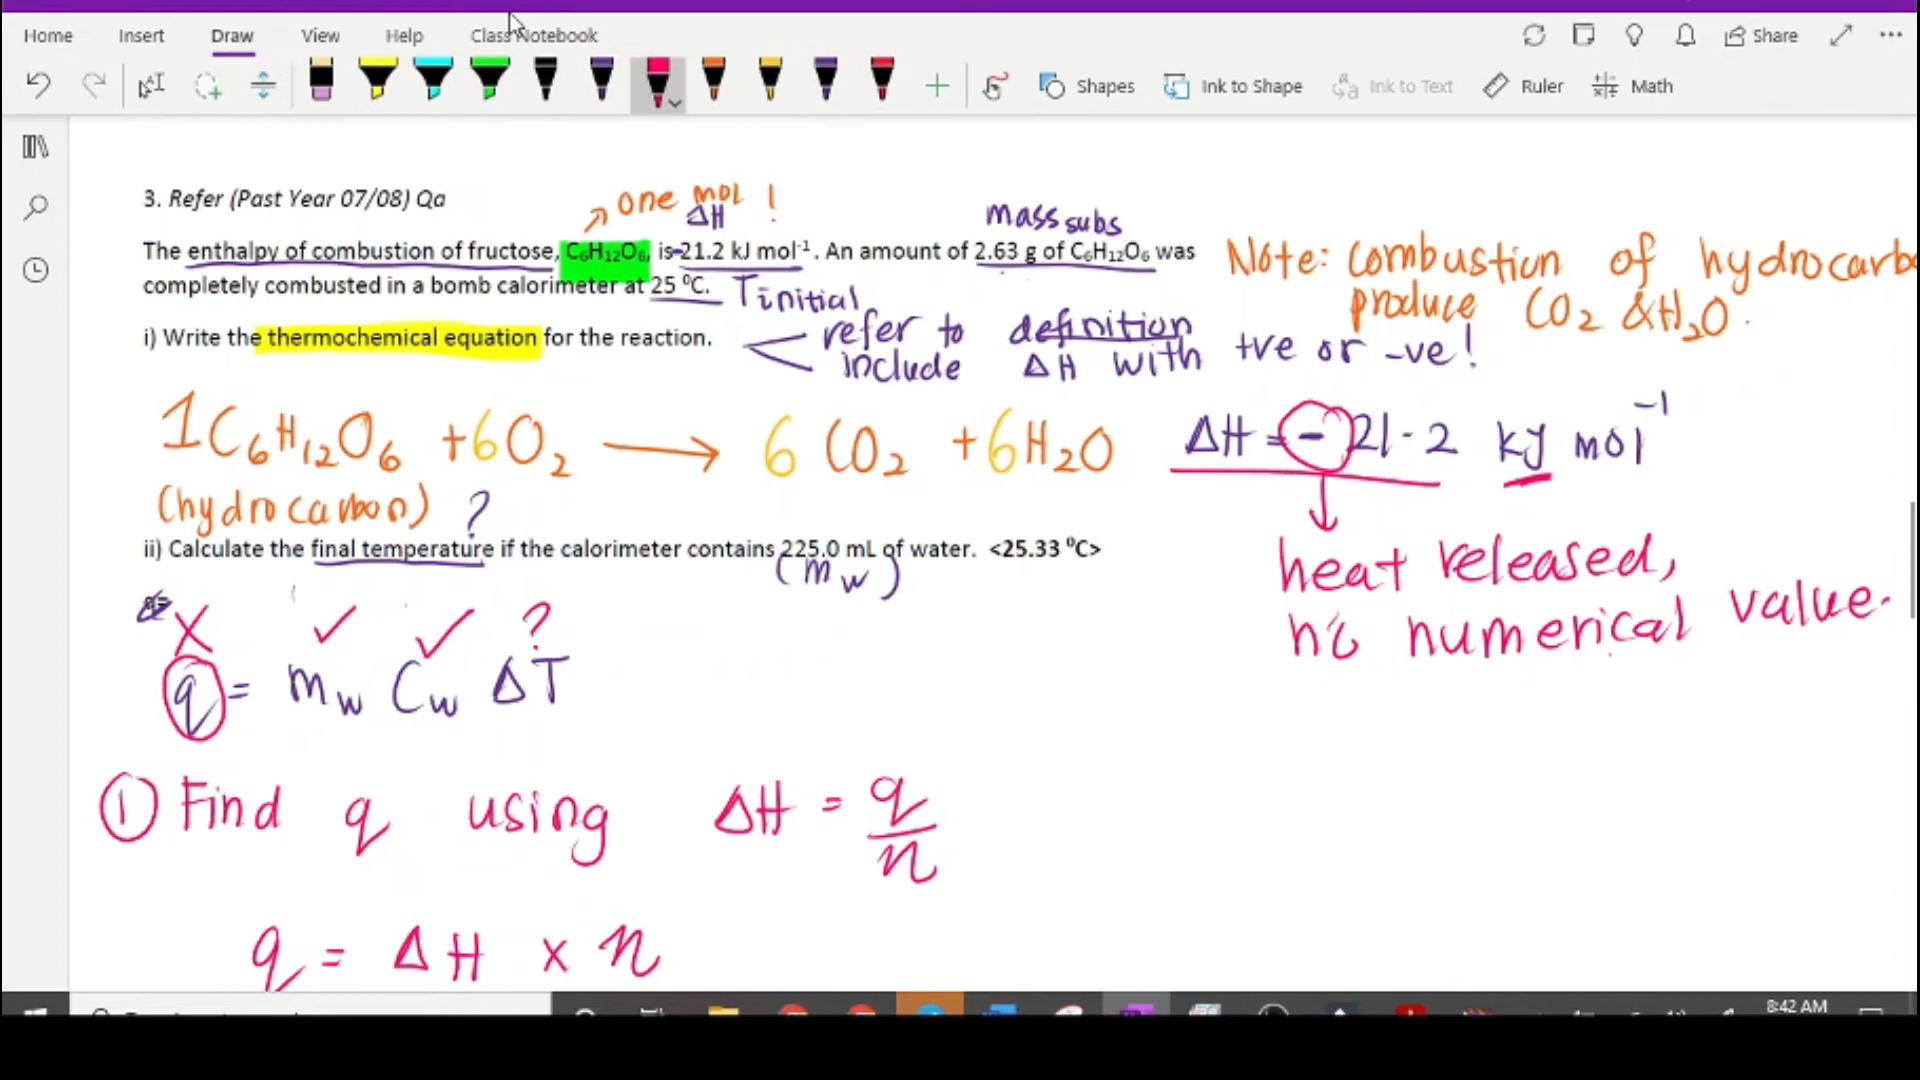 Home Insert Draw View Help Class Notebook Share
Shapes Ink to Shape Ink to Text Ruler Math
3. Refer (Past Year 07/08) Qa
one mol !
ΔH
mass subs
The enthalpy of combustion of fructose, C₆H₁₂O₆, is -21.2 kJ mol⁻¹. An amount of 2.63 g of C₆H₁₂O₆ was
completely combusted in a bomb calorimeter at 25 ⁰C. T initial
Note: combustion of hydrocarbo
produce CO₂ & H₂O.
i) Write the thermochemical equation for the reaction.
refer to definition
include ΔH with +ve or -ve!
1C₆H₁₂O₆ + 6O₂ → 6 CO₂ + 6H₂O ΔH = - 21.2 kJ mol⁻¹
(hydrocarbon) ?
ii) Calculate the final temperature if the calorimeter contains 225.0 mL of water. <25.33 ⁰C>
(mw)
heat released,
numerical value.
X ✓ ✓ ?
q = mw Cw ΔT
① Find q using ΔH = q/n
q = ΔH x n
8:42 AM